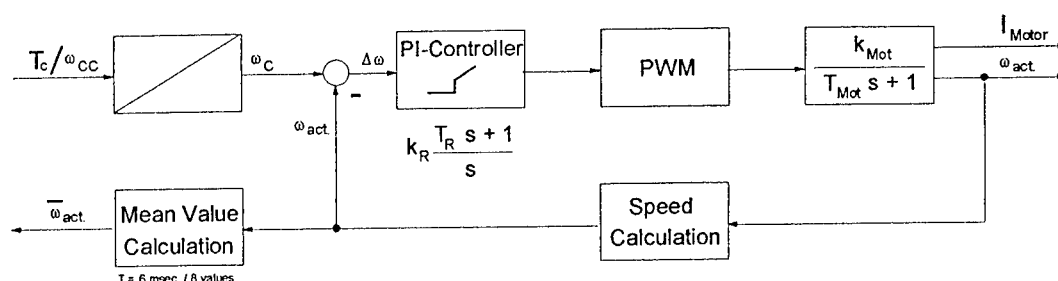 T_c/ω_CC
ω_C
Δω
PI-Controller
PWM
k_Mot
T_Mot s + 1
I_Motor
ω_act.
-
ω_act.
k_R T_R s + 1
s
ω̅_act.
Mean Value
Calculation
T = 6 msec. / 8 values
Speed
Calculation